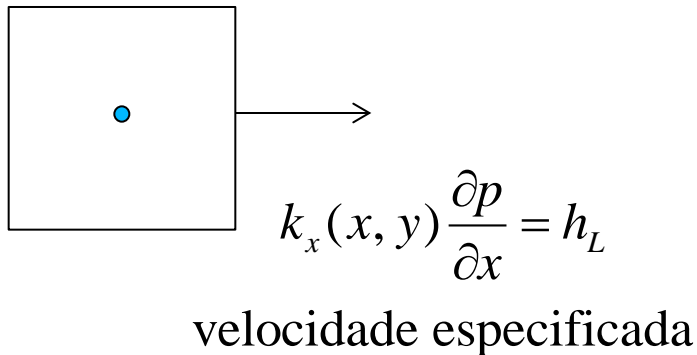 k_x(x, y) ∂p/∂x = h_L
velocidade especificada